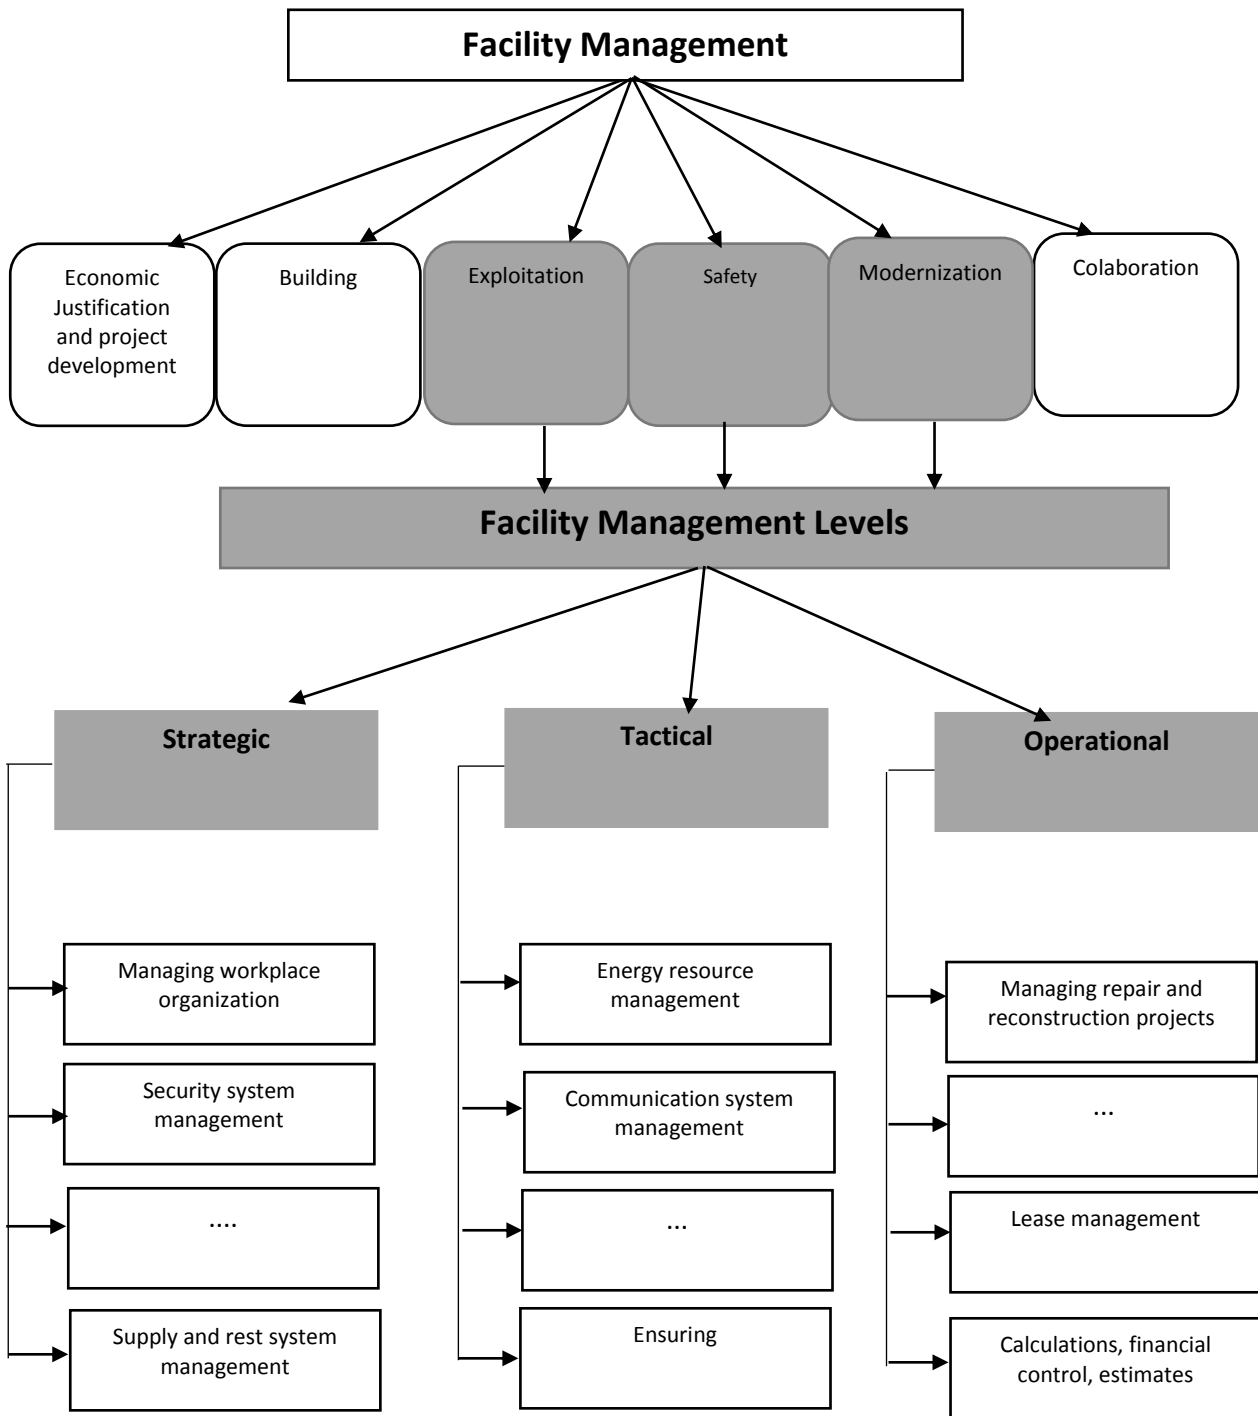 Facility Management
Economic
Justification
and project
development
Building
Exploitation
Safety
Modernization
Colaboration
Facility Management Levels
Strategic
Tactical
Operational
Managing workplace
organization
Security system
management
....
Supply and rest system
management
Energy resource
management
Communication system
management
...
Ensuring
Managing repair and
reconstruction projects
...
Lease management
Calculations, financial
control, estimates